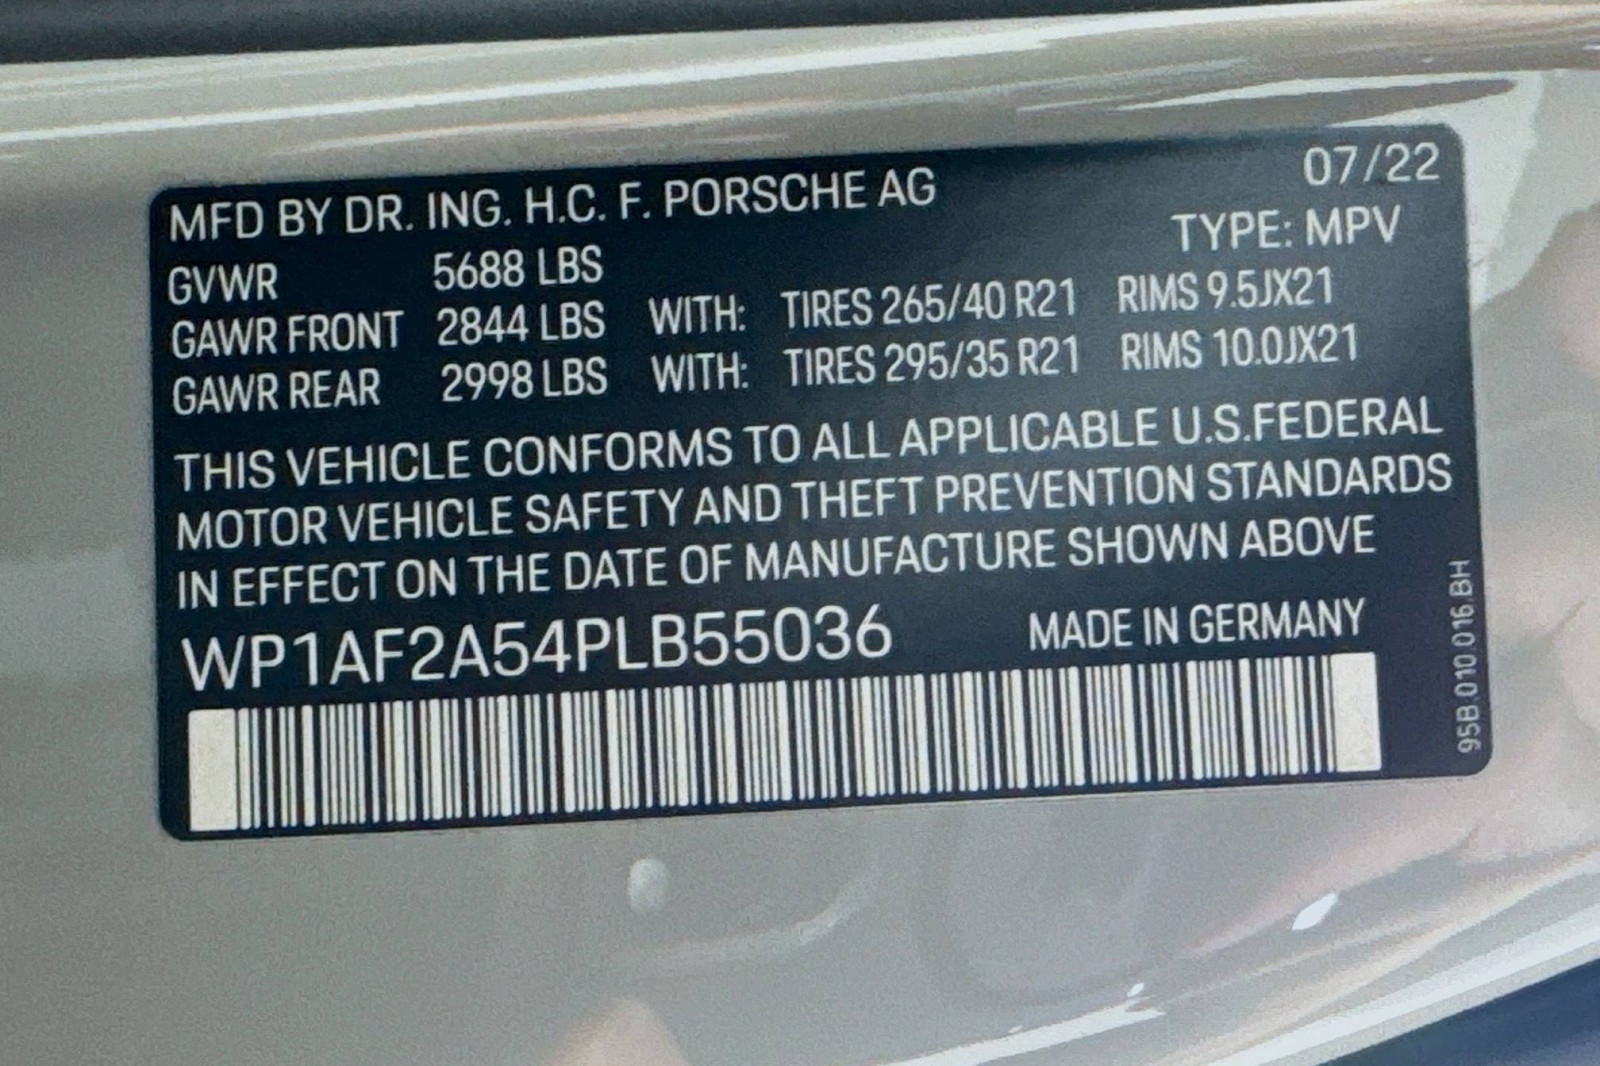 MFD BY DR. ING. H.C. F. PORSCHE AG 07/22
TYPE: MPV
GVWR 5688 LBS
GAWR FRONT 2844 LBS WITH: TIRES 265/40 R21 RIMS 9.5JX21
GAWR REAR 2998 LBS WITH: TIRES 295/35 R21 RIMS 10.0JX21
THIS VEHICLE CONFORMS TO ALL APPLICABLE U.S.FEDERAL
MOTOR VEHICLE SAFETY AND THEFT PREVENTION STANDARDS
IN EFFECT ON THE DATE OF MANUFACTURE SHOWN ABOVE
WP1AF2A54PLB55036 MADE IN GERMANY
95B.010.016.BH